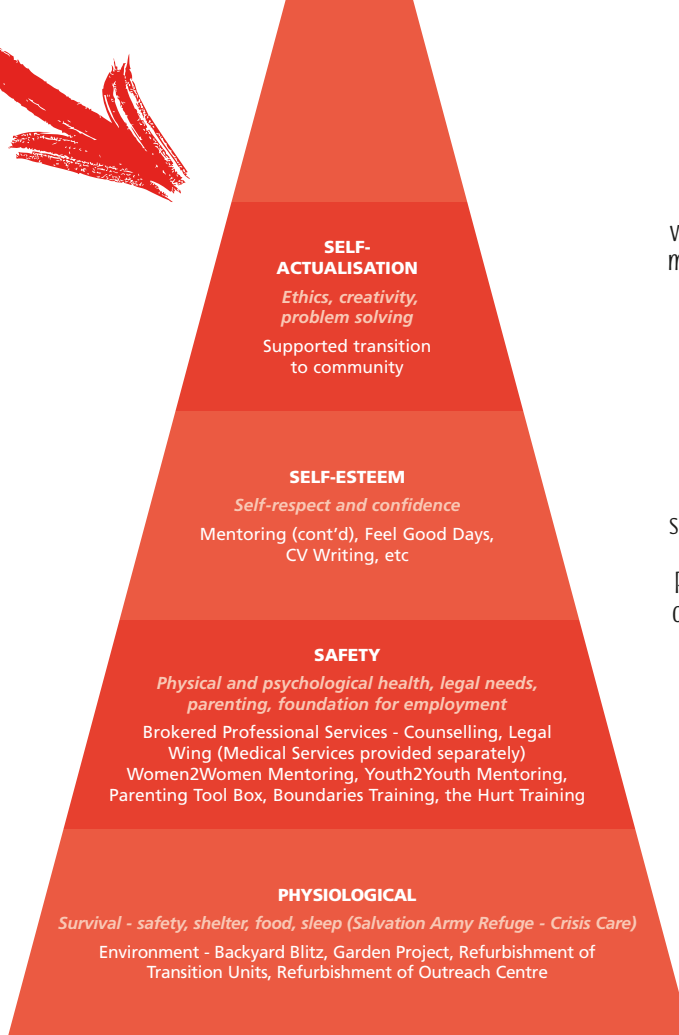 SELF-
ACTUALISATION
Ethics, creativity,
problem solving
Supported transition
to community
SELF-ESTEEM
Self-respect and confidence
Mentoring (cont’d), Feel Good Days,
CV Writing, etc
SAFETY
Physical and psychological health, legal needs,
parenting, foundation for employment
Brokered Professional Services - Counselling, Legal
Wing (Medical Services provided separately)
Women2Women Mentoring, Youth2Youth Mentoring,
Parenting Tool Box, Boundaries Training, the Hurt Training
PHYSIOLOGICAL
Survival - safety, shelter, food, sleep (Salvation Army Refuge - Crisis Care)
Environment - Backyard Blitz, Garden Project, Refurbishment of
Transition Units, Refurbishment of Outreach Centre